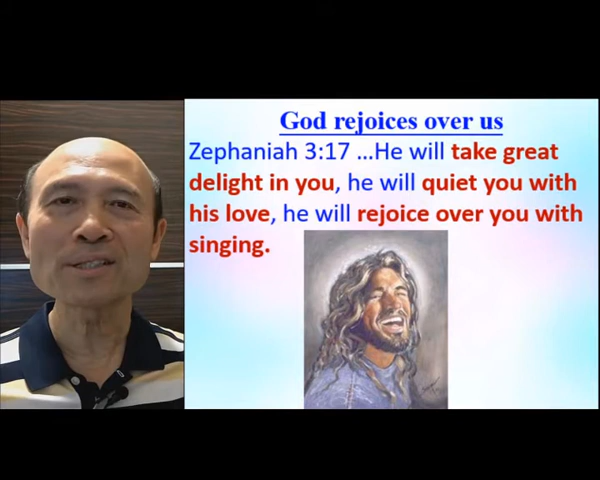 God rejoices over us
Zephaniah 3:17 ...He will take great
delight in you, he will quiet you with
his love, he will rejoice over you with
singing.